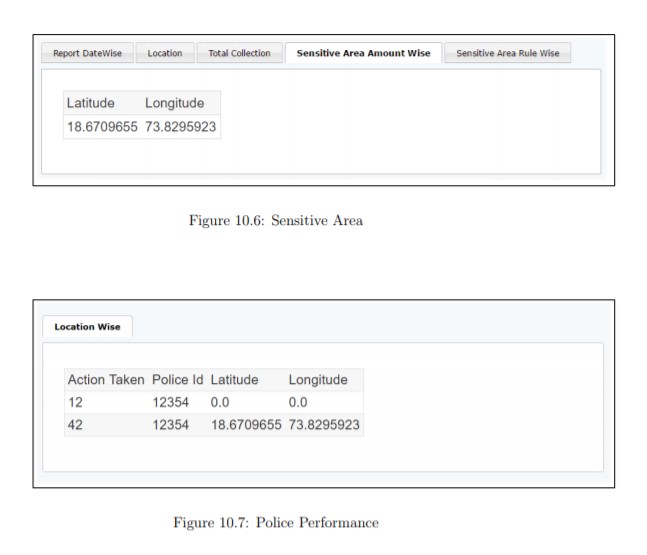 Report DateWise Location Total Collection Sensitive Area Amount Wise Sensitive Area Rule Wise
Latitude Longitude
18.6709655 73.8295923
Figure 10.6: Sensitive Area
Location Wise
Action Taken Police Id Latitude Longitude
12 12354 0.0 0.0
42 12354 18.6709655 73.8295923
Figure 10.7: Police Performance